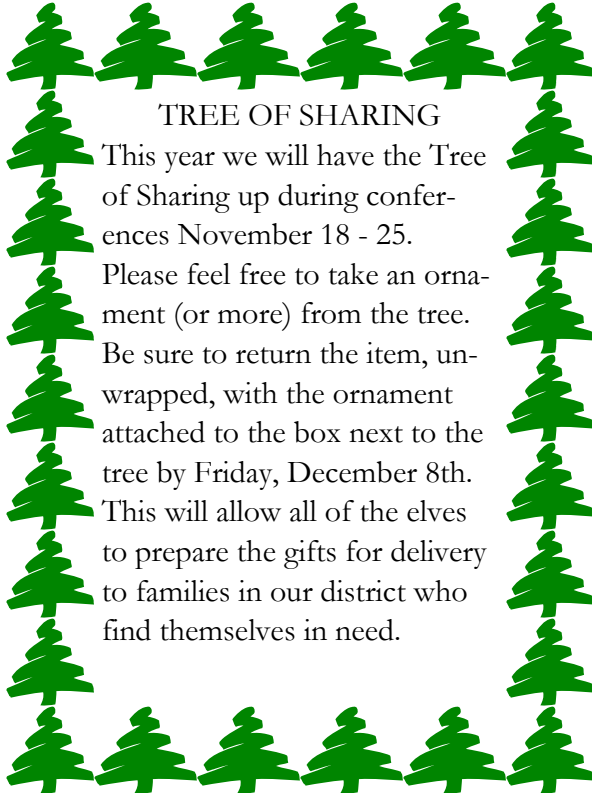 TREE OF SHARING
This year we will have the Tree
of Sharing up during confer-
ences November 18 - 25.
Please feel free to take an orna-
ment (or more) from the tree.
Be sure to return the item, un-
wrapped, with the ornament
attached to the box next to the
tree by Friday, December 8th.
This will allow all of the elves
to prepare the gifts for delivery
to families in our district who
find themselves in need.